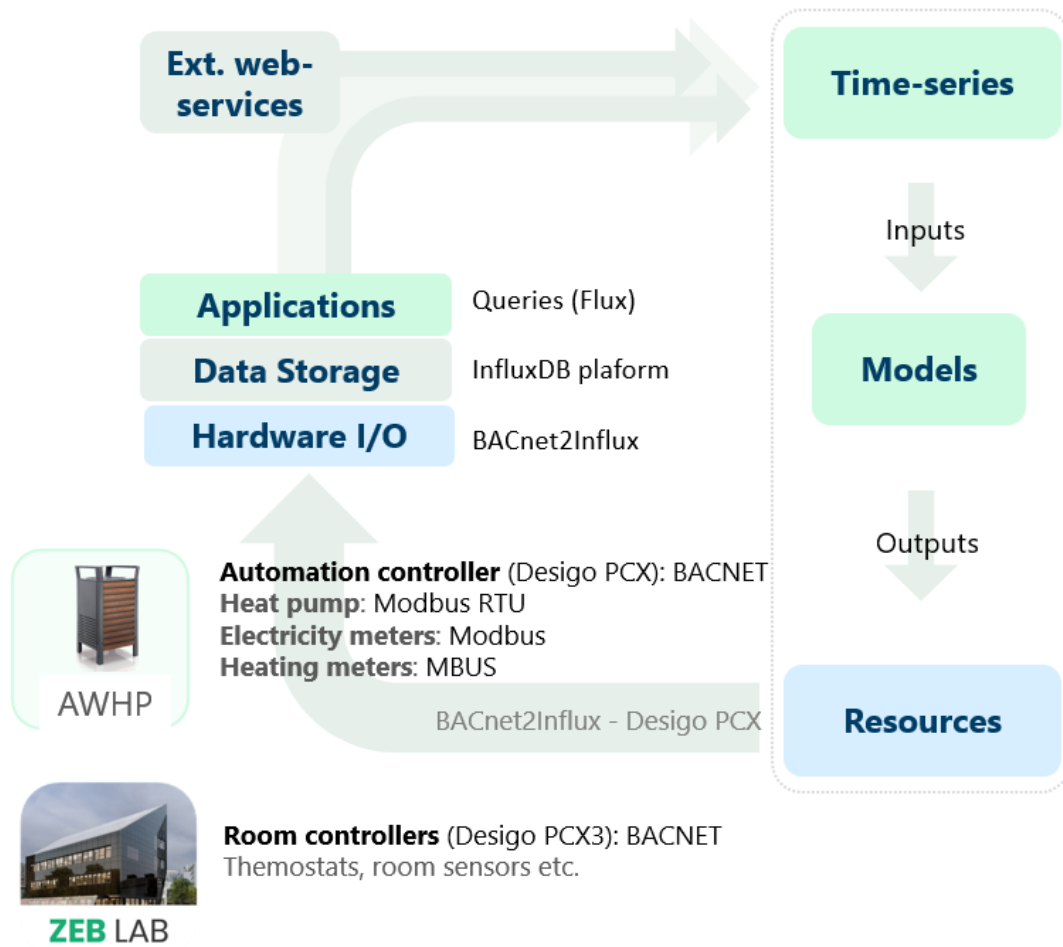 Ext. web-
services
Time-series
Inputs
Applications
Queries (Flux)
Data Storage
InfluxDB plaform
Models
Hardware I/O
BACnet2Influx
Outputs
Automation controller (Desigo PCX): BACNET
Heat pump: Modbus RTU
Electricity meters: Modbus
Heating meters: MBUS
AWHP
BACnet2Influx - Desigo PCX
Resources
Room controllers (Desigo PCX3): BACNET
Themostats, room sensors etc.
ZEB LAB